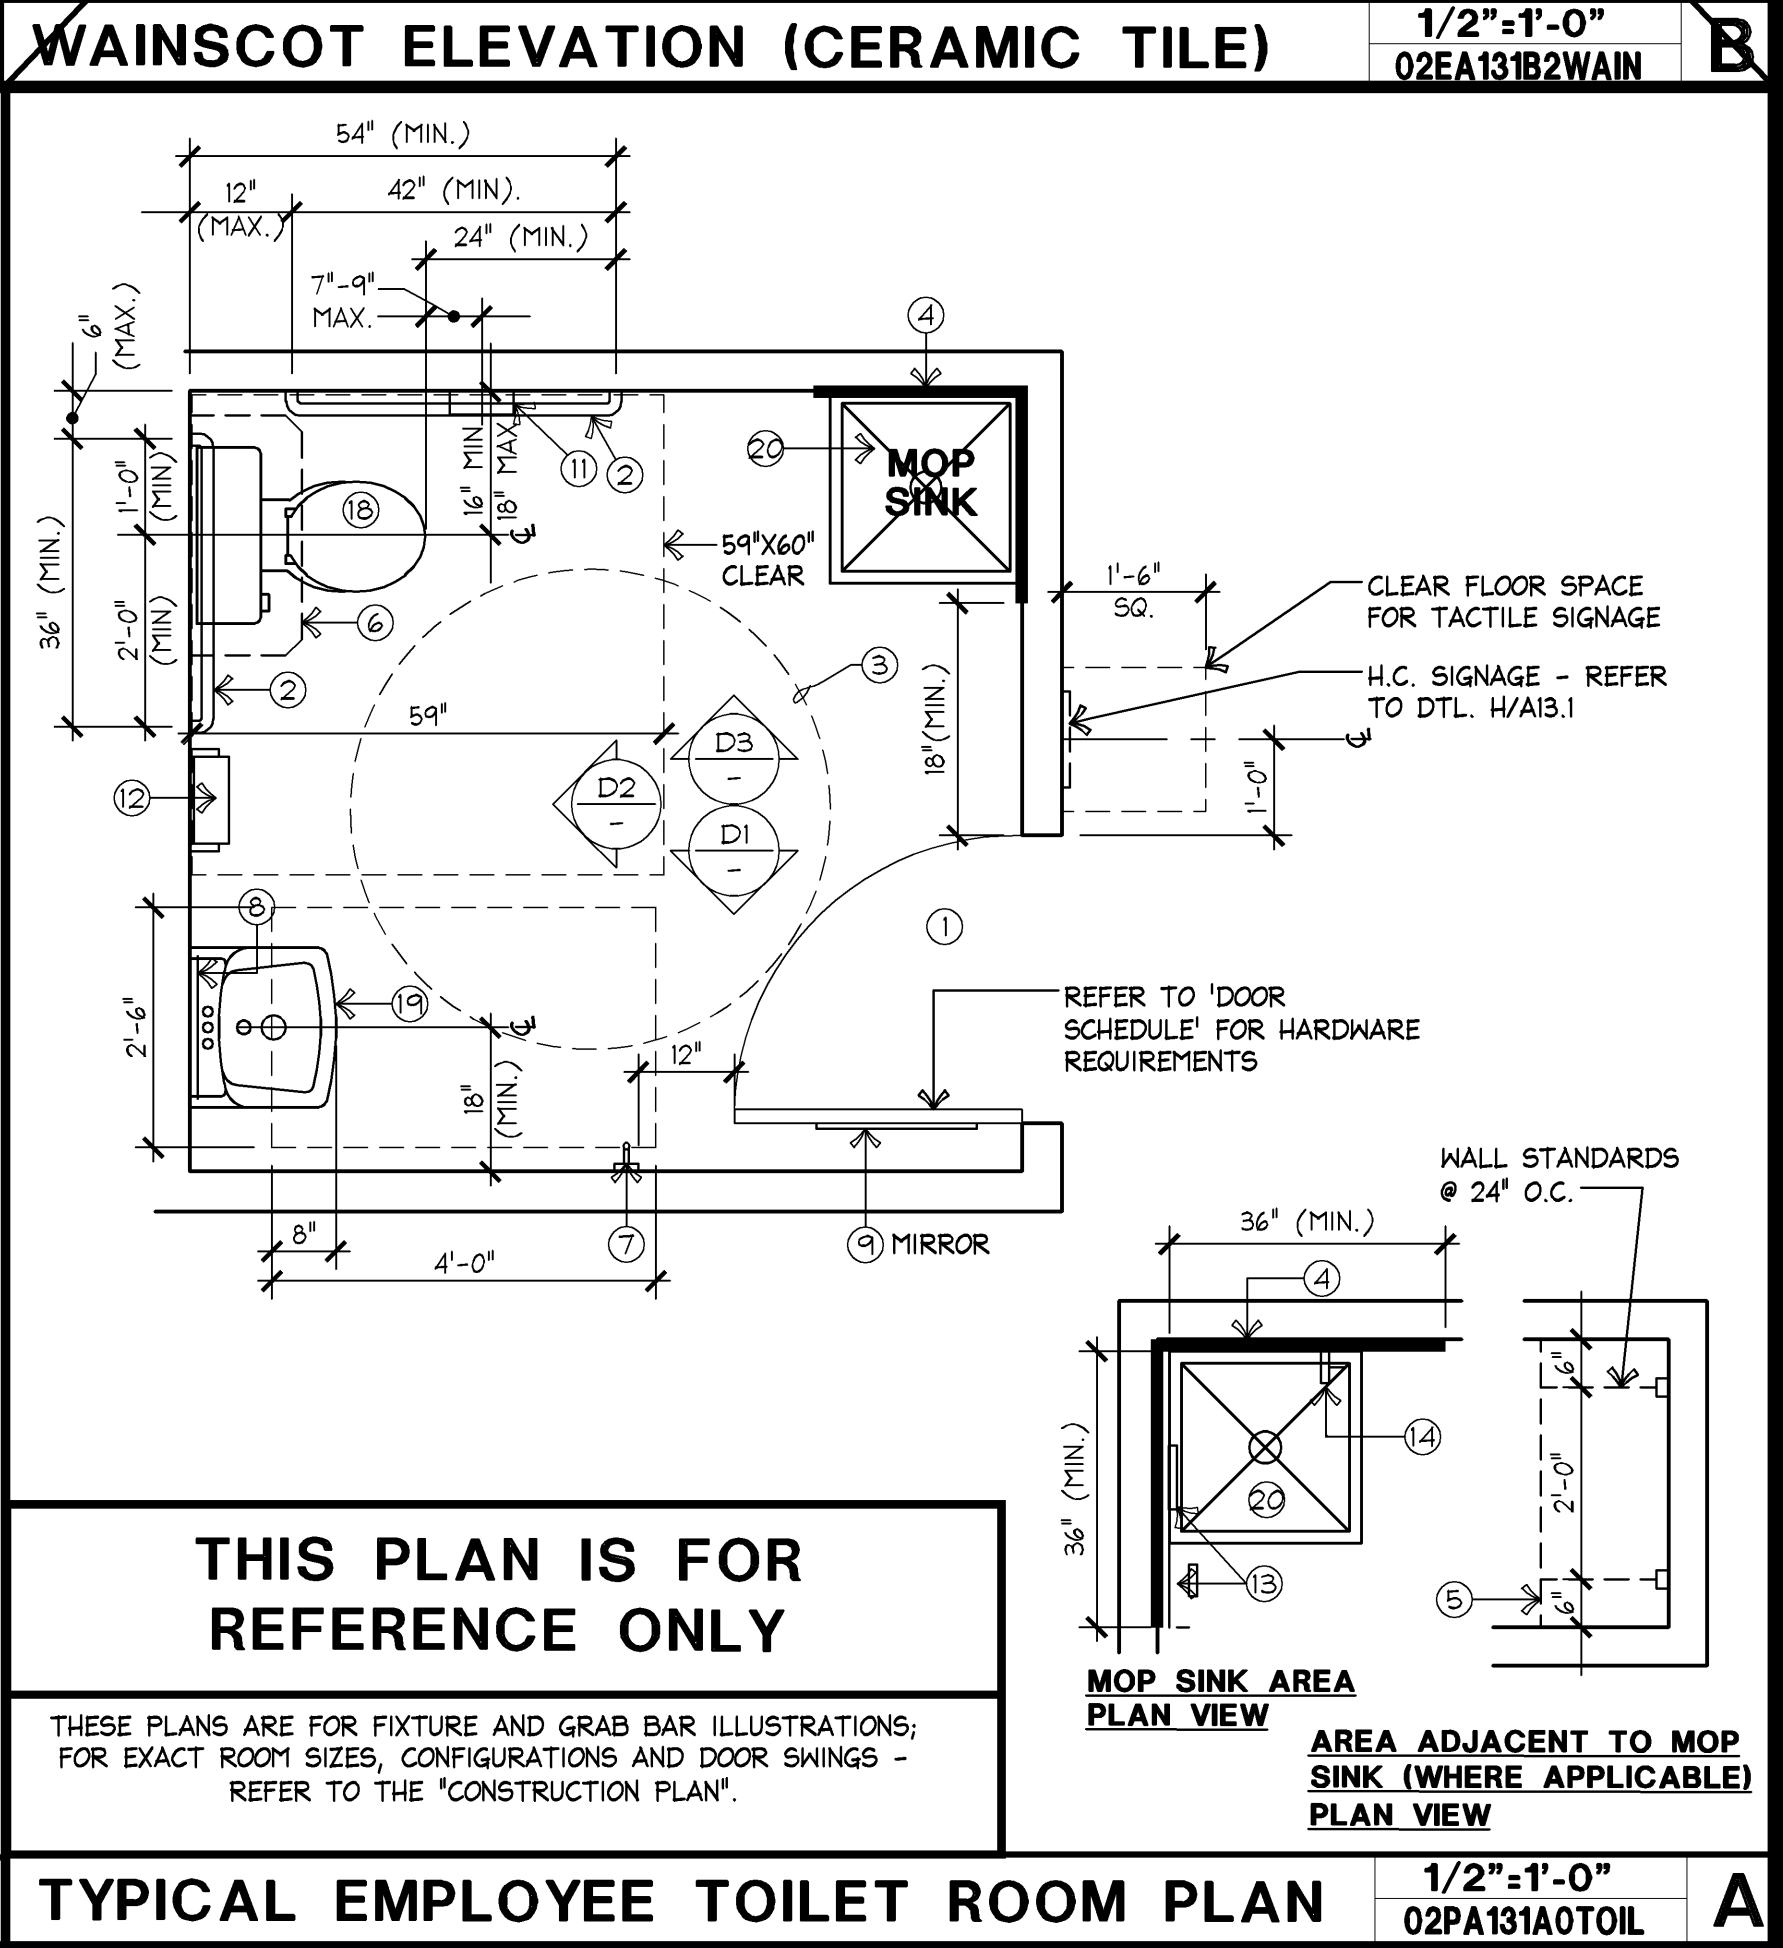 WAINSCOT ELEVATION (CERAMIC TILE)
1/2"=1'-0"
02EA131B2WAIN
B
54" (MIN.)
12"
(MAX.)
42" (MIN).
24" (MIN.)
7"-9"
MAX.
6"
(MAX.)
4
20
MOP
SINK
16" MIN
18" MAX
11
2
18
1'-0"
(MIN)
36" (MIN.)
2'-0"
(MIN)
59"X60"
CLEAR
6
2
3
1'-6"
SQ.
CLEAR FLOOR SPACE
FOR TACTILE SIGNAGE
H.C. SIGNAGE - REFER
TO DTL. H/A13.1
18"(MIN.)
59"
D3
-
D2
-
D1
-
12
1'-0"
8
1
19
2'-6"
REFER TO 'DOOR
SCHEDULE' FOR HARDWARE
REQUIREMENTS
12"
18"
(MIN.)
8"
4'-0"
7
9 MIRROR
WALL STANDARDS
@ 24" O.C.
36" (MIN.)
4
6"
14
36" (MIN.)
20
2'-0"
13
5
6"
MOP SINK AREA
PLAN VIEW
AREA ADJACENT TO MOP
SINK (WHERE APPLICABLE)
PLAN VIEW
THIS PLAN IS FOR
REFERENCE ONLY
THESE PLANS ARE FOR FIXTURE AND GRAB BAR ILLUSTRATIONS;
FOR EXACT ROOM SIZES, CONFIGURATIONS AND DOOR SWINGS -
REFER TO THE "CONSTRUCTION PLAN".
TYPICAL EMPLOYEE TOILET ROOM PLAN
1/2"=1'-0"
02PA131A0TOIL
A